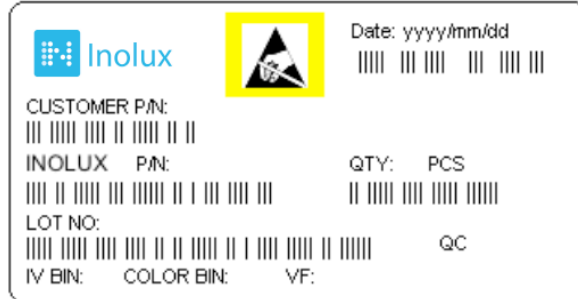 Inolux
Date: yyyy/mm/dd
CUSTOMER P/N:
INOLUX P/N: QTY: PCS
LOT NO:
QC
IV BIN: COLOR BIN: VF: